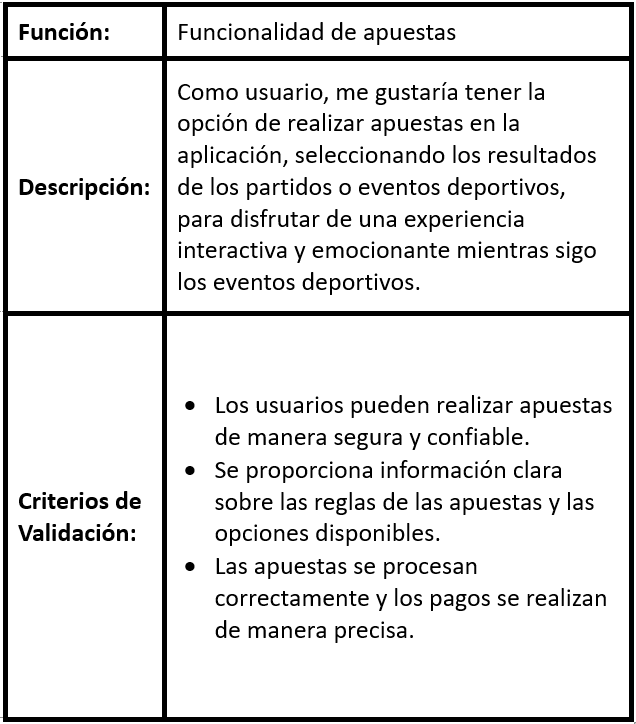 Función:
Funcionalidad de apuestas
Descripción:
Como usuario, me gustaría tener la
opción de realizar apuestas en la
aplicación, seleccionando los resultados
de los partidos o eventos deportivos,
para disfrutar de una experiencia
interactiva y emocionante mientras sigo
los eventos deportivos.
Criterios de
Validación:
• Los usuarios pueden realizar apuestas
de manera segura y confiable.
• Se proporciona información clara
sobre las reglas de las apuestas y las
opciones disponibles.
• Las apuestas se procesan
correctamente y los pagos se realizan
de manera precisa.